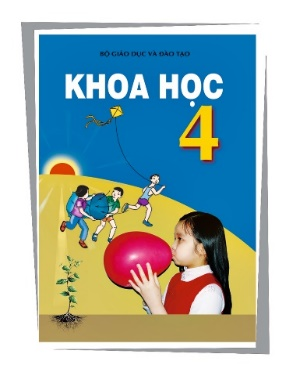 BỘ GIÁO DỤC VÀ ĐÀO TẠO
KHOA HỌC
4